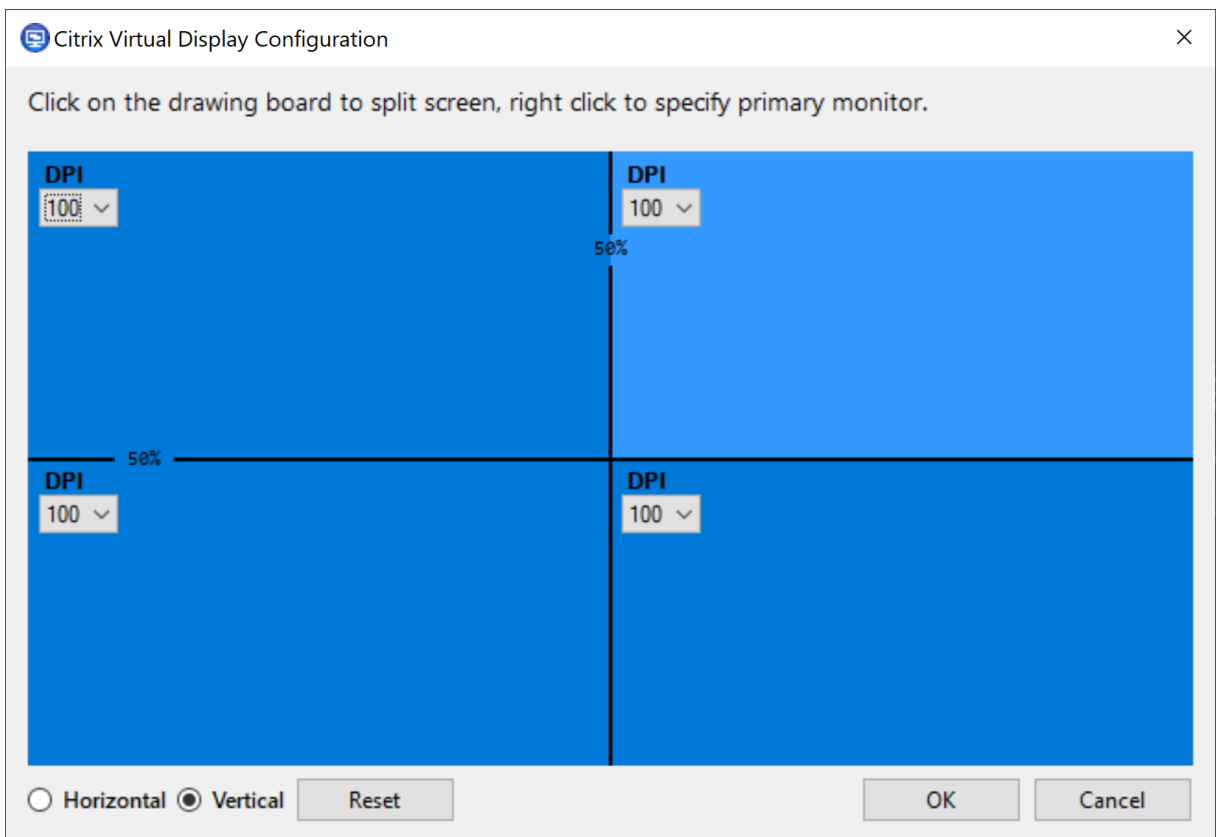 Citrix Virtual Display Configuration
Click on the drawing board to split screen, right click to specify primary monitor.
DPI
100
DPI
100
50%
50%
DPI
100
DPI
100
Horizontal Vertical Reset OK Cancel